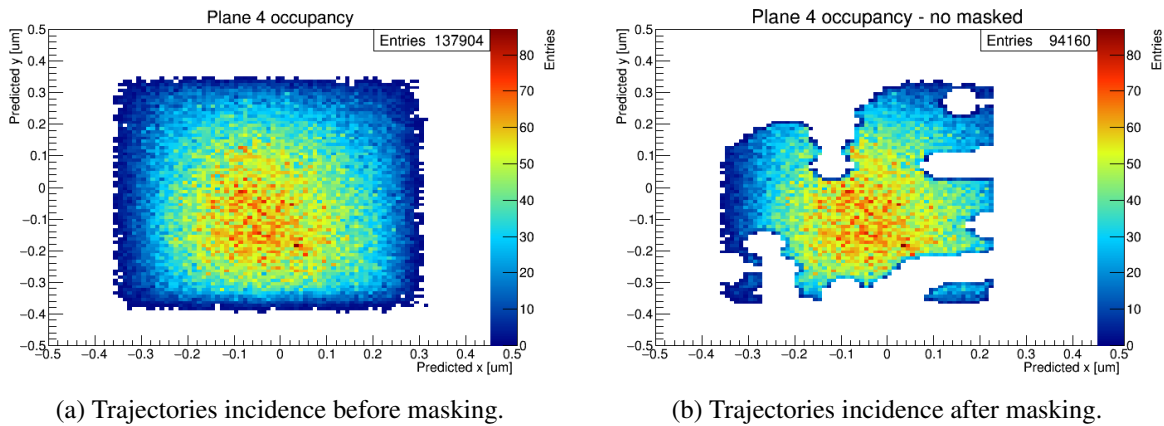 Plane 4 occupancy
Entries 137904
Predicted y [um]
0.5
0.4
0.3
0.2
0.1
0
−0.1
−0.2
−0.3
−0.4
−0.5
−0.5 −0.4 −0.3 −0.2 −0.1 0 0.1 0.2 0.3 0.4 0.5
Predicted x [um]
Entries
80
70
60
50
40
30
20
10
0
(a) Trajectories incidence before masking.
Plane 4 occupancy - no masked
Entries 94160
Predicted y [um]
0.5
0.4
0.3
0.2
0.1
0
−0.1
−0.2
−0.3
−0.4
−0.5
−0.5 −0.4 −0.3 −0.2 −0.1 0 0.1 0.2 0.3 0.4 0.5
Predicted x [um]
Entries
80
70
60
50
40
30
20
10
0
(b) Trajectories incidence after masking.